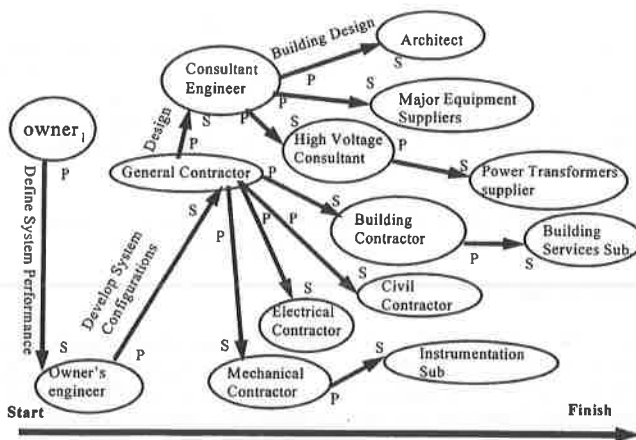 Building Design
Architect
S
Consultant
Engineer
P
P
S
Major Equipment
Suppliers
owner i
P
Design
S
P
P
S
High Voltage
Consultant
P
General Contractor
P
S
Power Transformers
supplier
Define System Performance
Develop System
Configurations
S
P
P
P
S
Building
Contractor
P
S
Building
Services Sub.
S
Civil
Contractor
S
Electrical
Contractor
S
Owner's
engineer
P
S
Mechanical
Contractor
P
S
Instrumentation
Sub
Start
Finish